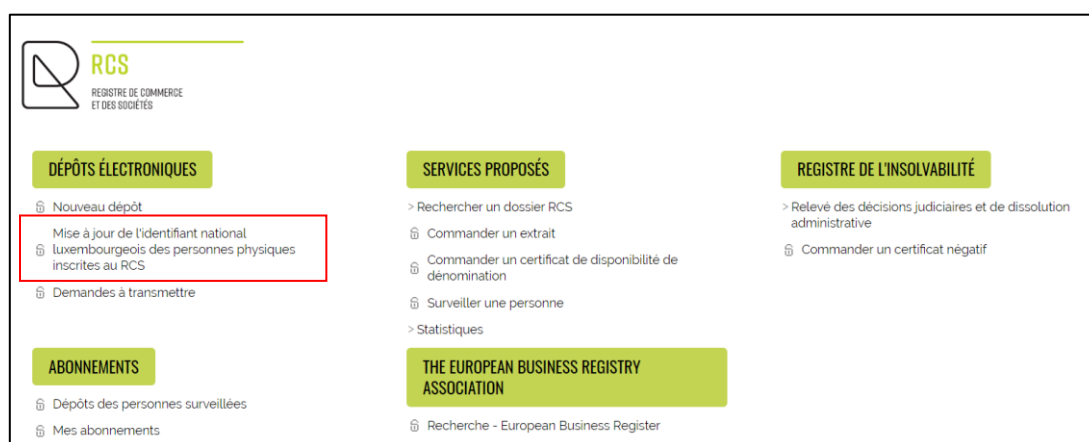 RCS
REGISTRE DE COMMERCE
ET DES SOCIÉTÉS
DÉPÔTS ÉLECTRONIQUES
Nouveau dépôt
Mise à jour de l'identifiant national
luxembourgeois des personnes physiques
inscrites au RCS
Demandes à transmettre
SERVICES PROPOSÉS
> Rechercher un dossier RCS
Commander un extrait
Commander un certificat de disponibilité de
dénomination
Surveiller une personne
> Statistiques
REGISTRE DE L'INSOLVABILITÉ
> Relevé des décisions judiciaires et de dissolution
administrative
Commander un certificat négatif
ABONNEMENTS
Dépôts des personnes surveillées
Mes abonnements
THE EUROPEAN BUSINESS REGISTRY
ASSOCIATION
Recherche - European Business Register